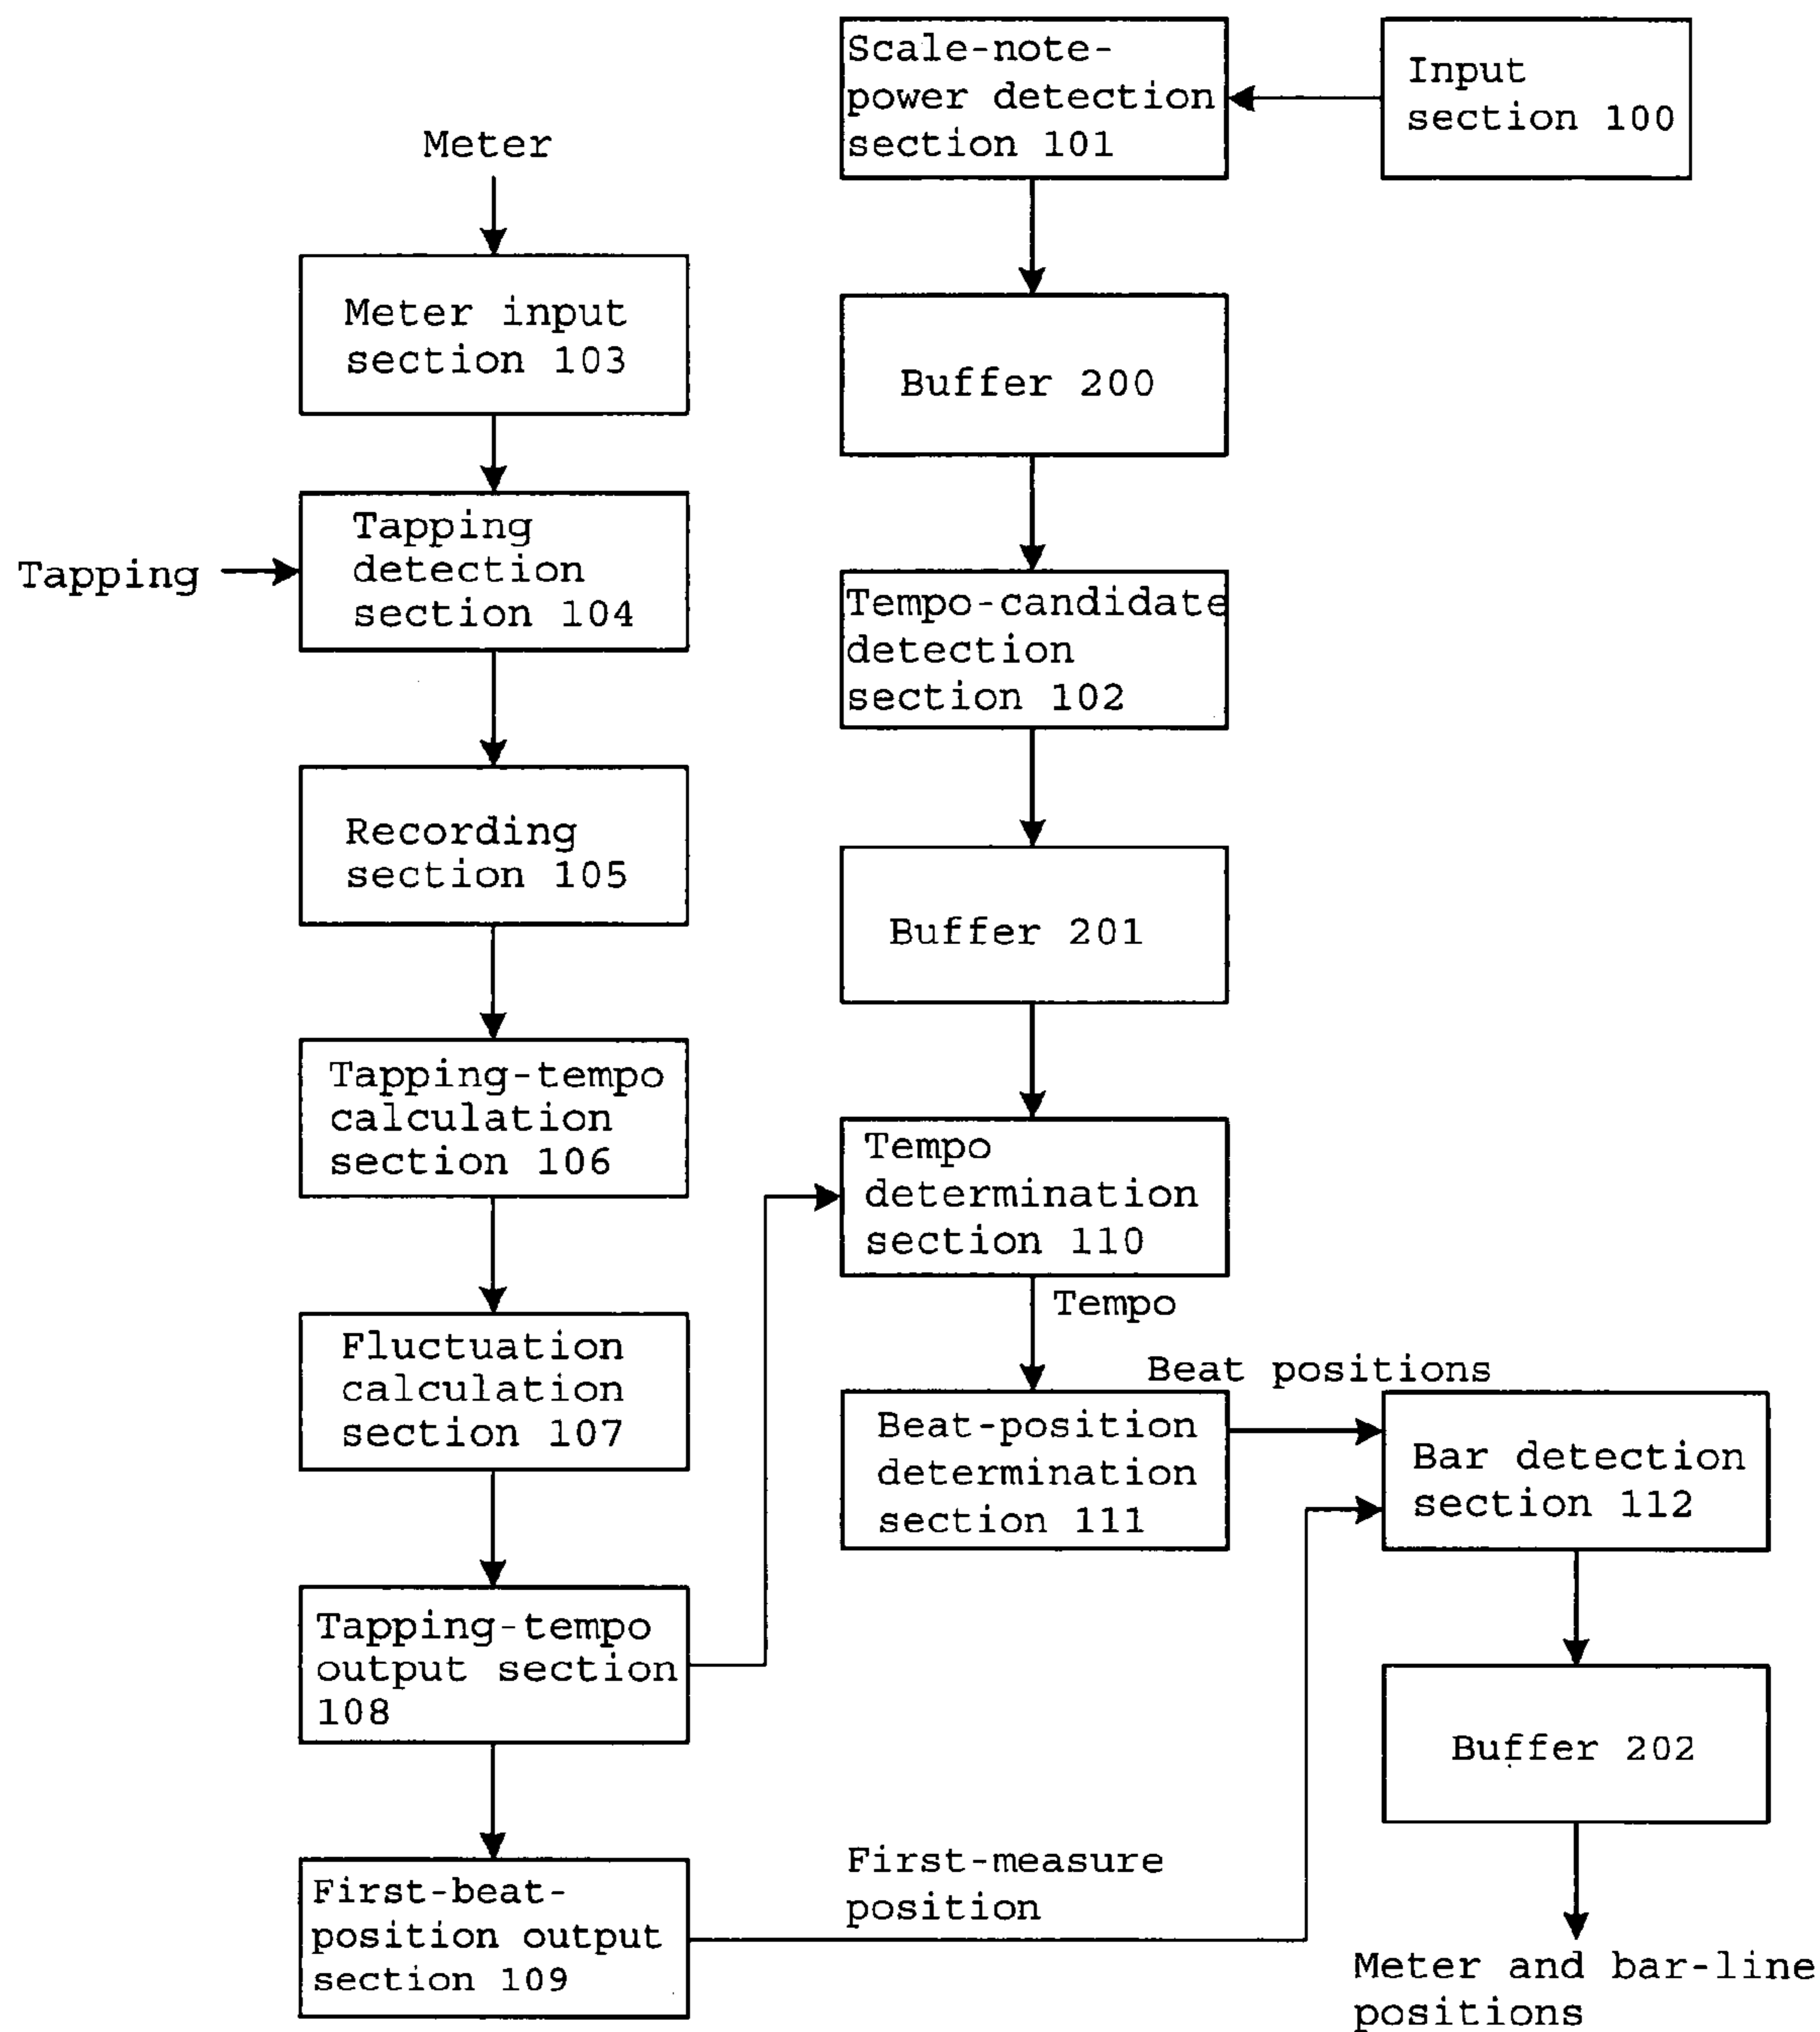 Scale-note-
power detection
section 101
Input
section 100
Meter
Meter input
section 103
Buffer 200
Tapping
Tapping
detection
section 104
Tempo-candidate
detection
section 102
Recording
section 105
Buffer 201
Tapping-tempo
calculation
section 106
Tempo
determination
section 110
Tempo
Fluctuation
calculation
section 107
Beat positions
Beat-position
determination
section 111
Bar detection
section 112
Tapping-tempo
output section
108
Buffer 202
First-measure
position
First-beat-
position output
section 109
Meter and bar-line
positions